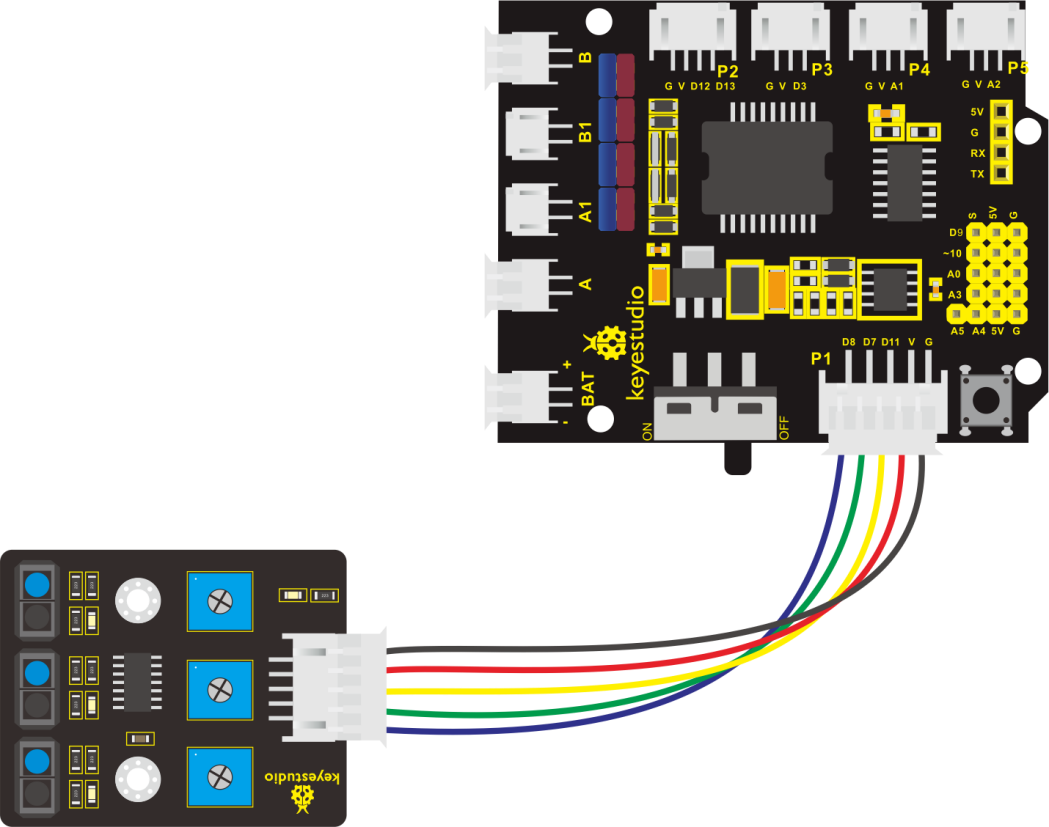 B
B1
A1
A
BAT
+
-
P2
P3
P4
P5
G V D12 D13
G V D3
G V A1
G V A2
5V
G
RX
TX
S 5V G
D9
~10
A0
A3
A5 A4 5V G
keyestudio
P1
D8 D7 D11 V G
ON
OFF
keyestudio